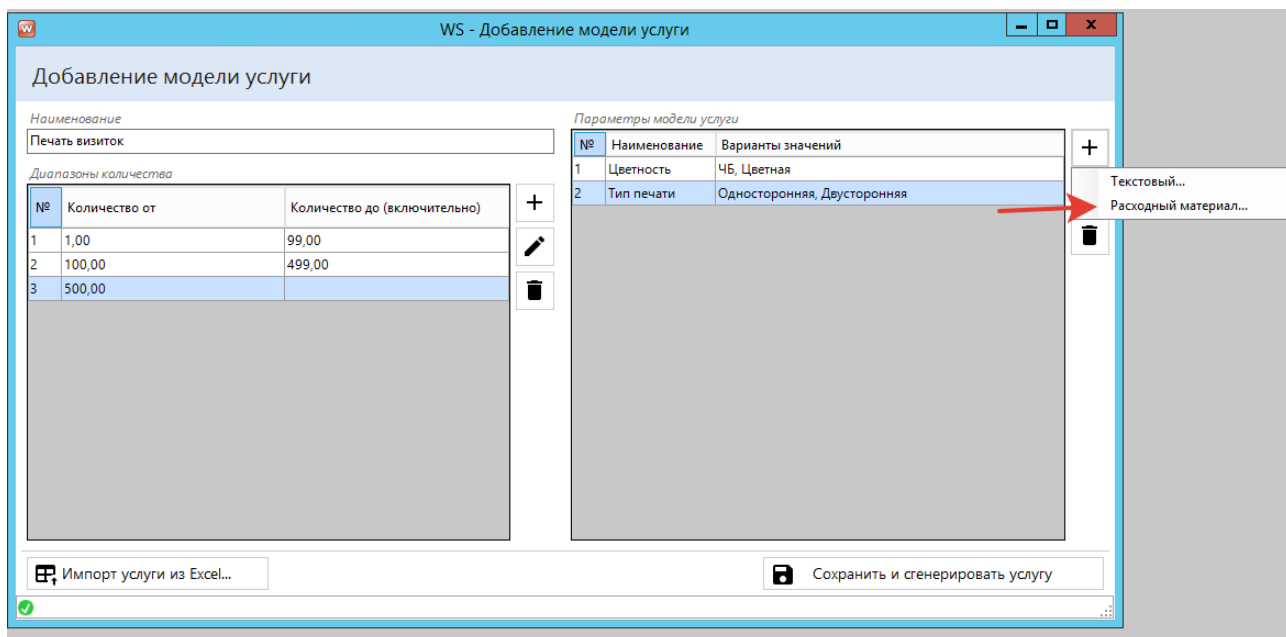 WS - Добавление модели услуги
Добавление модели услуги
Наименование
Печать визиток
Диапазоны количества
№ Количество от Количество до (включительно)
1 1,00 99,00
2 100,00 499,00
3 500,00
Параметры модели услуги
№ Наименование Варианты значений
1 Цветность ЧБ, Цветная
2 Тип печати Односторонняя, Двусторонняя
Текстовый...
Расходный материал...
Импорт услуги из Excel...
Сохранить и сгенерировать услугу